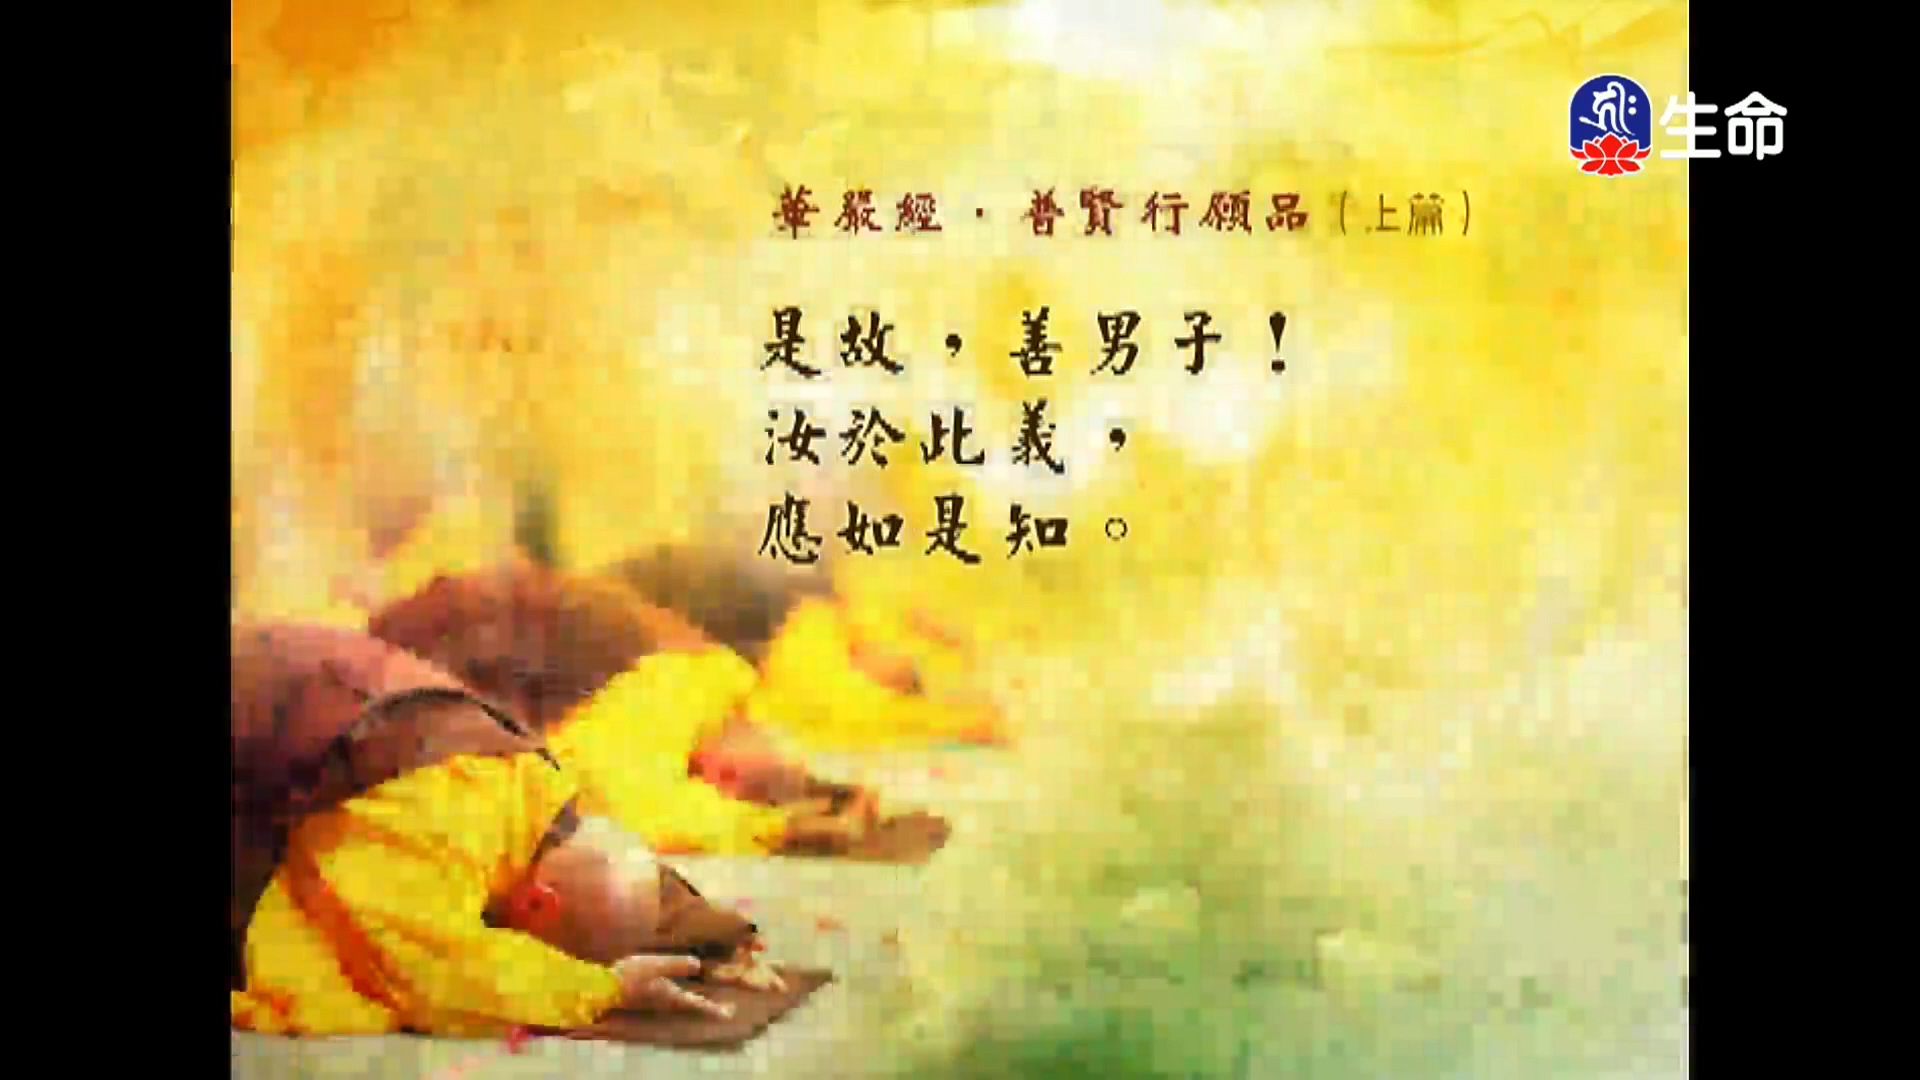 生命
華嚴經·普賢行願品(上篇)
是故,善男子!
汝於此義,
應如是知。